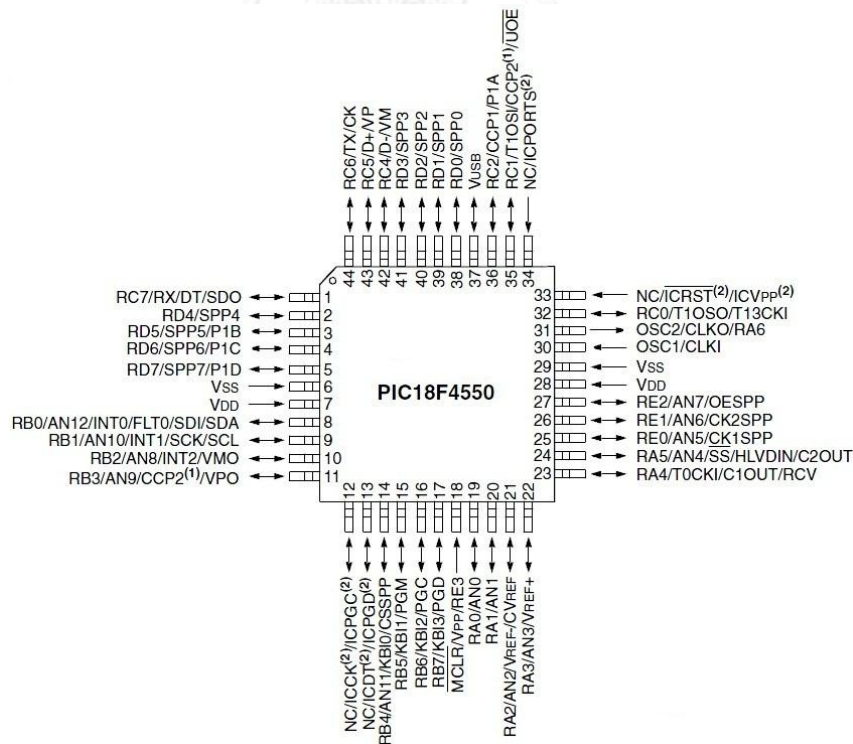 RC6/TX/CK
RC5/D+/VP
RC4/D-/VM
RD3/SPP3
RD2/SPP2
RD1/SPP1
RD0/SPP0
VUSB
RC2/CCP1/P1A
RC1/T1OSI/CCP2(1)/UOE
NC/ICPORTS(2)
44 43 42 41 40 39 38 37 36 35 34
RC7/RX/DT/SDO 1
RD4/SPP4 2
RD5/SPP5/P1B 3
RD6/SPP6/P1C 4
RD7/SPP7/P1D 5
VSS 6
VDD 7
RB0/AN12/INT0/FLT0/SDI/SDA 8
RB1/AN10/INT1/SCK/SCL 9
RB2/AN8/INT2/VMO 10
RB3/AN9/CCP2(1)/VPO 11
PIC18F4550
33 NC/ICRST(2)/ICVPP(2)
32 RC0/T1OSO/T13CKI
31 OSC2/CLKO/RA6
30 OSC1/CLKI
29 VSS
28 VDD
27 RE2/AN7/OESPP
26 RE1/AN6/CK2SPP
25 RE0/AN5/CK1SPP
24 RA5/AN4/SS/HLVDIN/C2OUT
23 RA4/T0CKI/C1OUT/RCV
12 13 14 15 16 17 18 19 20 21 22
NC/ICCK(2)/ICPGC(2)
NC/ICDT(2)/ICPGD(2)
RB4/AN11/KBI0/CSSPP
RB5/KBI1/PGM
RB6/KBI2/PGC
RB7/KBI3/PGD
MCLR/VPP/RE3
RA0/AN0
RA1/AN1
RA2/AN2/VREF-/CVREF
RA3/AN3/VREF+